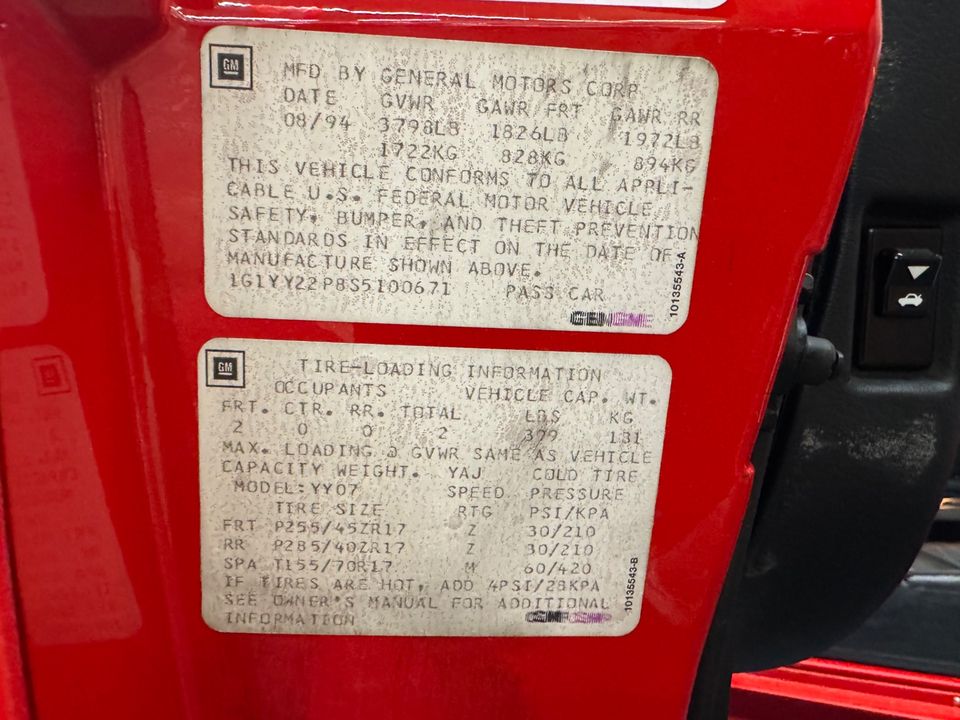 GM
MFD BY GENERAL MOTORS CORP
DATE GVWR GAWR FRT GAWR RR
08/94 3798LB 1826LB 1972LB
1722KG 828KG 894KG
THIS VEHICLE CONFORMS TO ALL APPLI-
CABLE U.S. FEDERAL MOTOR VEHICLE
SAFETY, BUMPER, AND THEFT PREVENTION
STANDARDS IN EFFECT ON THE DATE OF
MANUFACTURE SHOWN ABOVE.
1G1YY22P8S5100671 PASS CAR
10135543-A
GM
TIRE-LOADING INFORMATION
OCCUPANTS VEHICLE CAP. WT.
FRT. CTR. RR. TOTAL LBS KG
2 0 0 2 379 131
MAX. LOADING @ GVWR SAME AS VEHICLE
CAPACITY WEIGHT. YAJ COLD TIRE
MODEL:YY07 SPEED PRESSURE
TIRE SIZE RTG PSI/KPA
FRT P255/45ZR17 Z 30/210
RR P285/40ZR17 Z 30/210
SPA T155/70R17 M 60/420
IF TIRES ARE HOT, ADD 4PSI/28KPA
SEE OWNER'S MANUAL FOR ADDITIONAL
INFORMATION
10135543-B